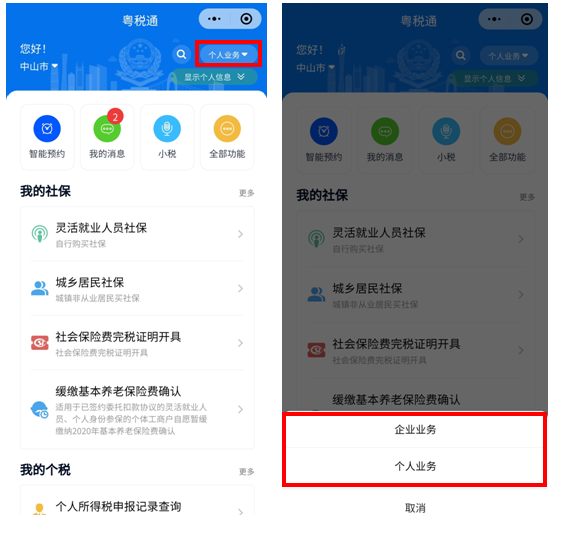 粤税通
您好！
个人业务
中山市
显示个人信息
2
智能预约
我的消息
小税
全部功能
我的社保
更多
灵活就业人员社保
自行购买社保
城乡居民社保
城镇非从业居民买社保
社会保险费完税证明开具
社会保险费完税证明开具
缓缴基本养老保险费确认
适用于已签约委托扣款协议的灵活就业人
员、个人身份参保的个体工商户自愿暂缓
缴纳2020年基本养老保险费确认
我的个税
更多
个人所得税申报记录查询
粤税通
您好！
个人业务
中山市
显示个人信息
智能预约
我的消息
小税
全部功能
我的社保
更多
灵活就业人员社保
自行购买社保
城乡居民社保
城镇非从业居民买社保
社会保险费完税证明开具
社会保险费完税证明开具
缓缴基本养老保险费确认
企业业务
个人业务
取消